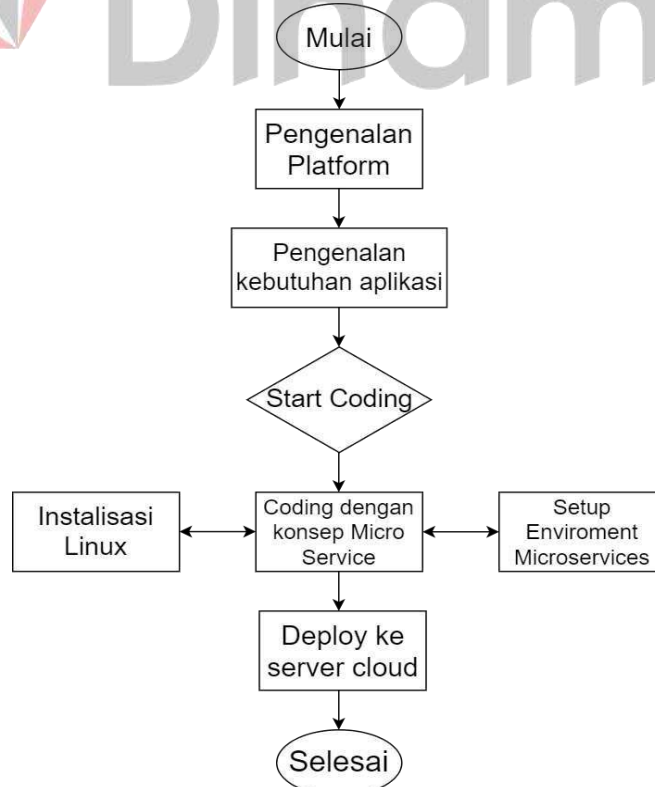 Dinam
Mulai
Pengenalan
Platform
Pengenalan
kebutuhan aplikasi
Start Coding
Instalisasi
Linux
Coding dengan
konsep Micro
Service
Setup
Enviroment
Microservices
Deploy ke
server cloud
Selesai